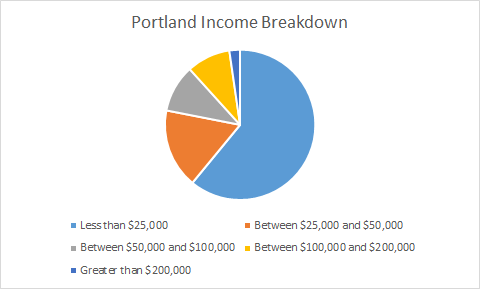 Portland Income Breakdown
Less than $25,000
Between $25,000 and $50,000
Between $50,000 and $100,000
Between $100,000 and $200,000
Greater than $200,000